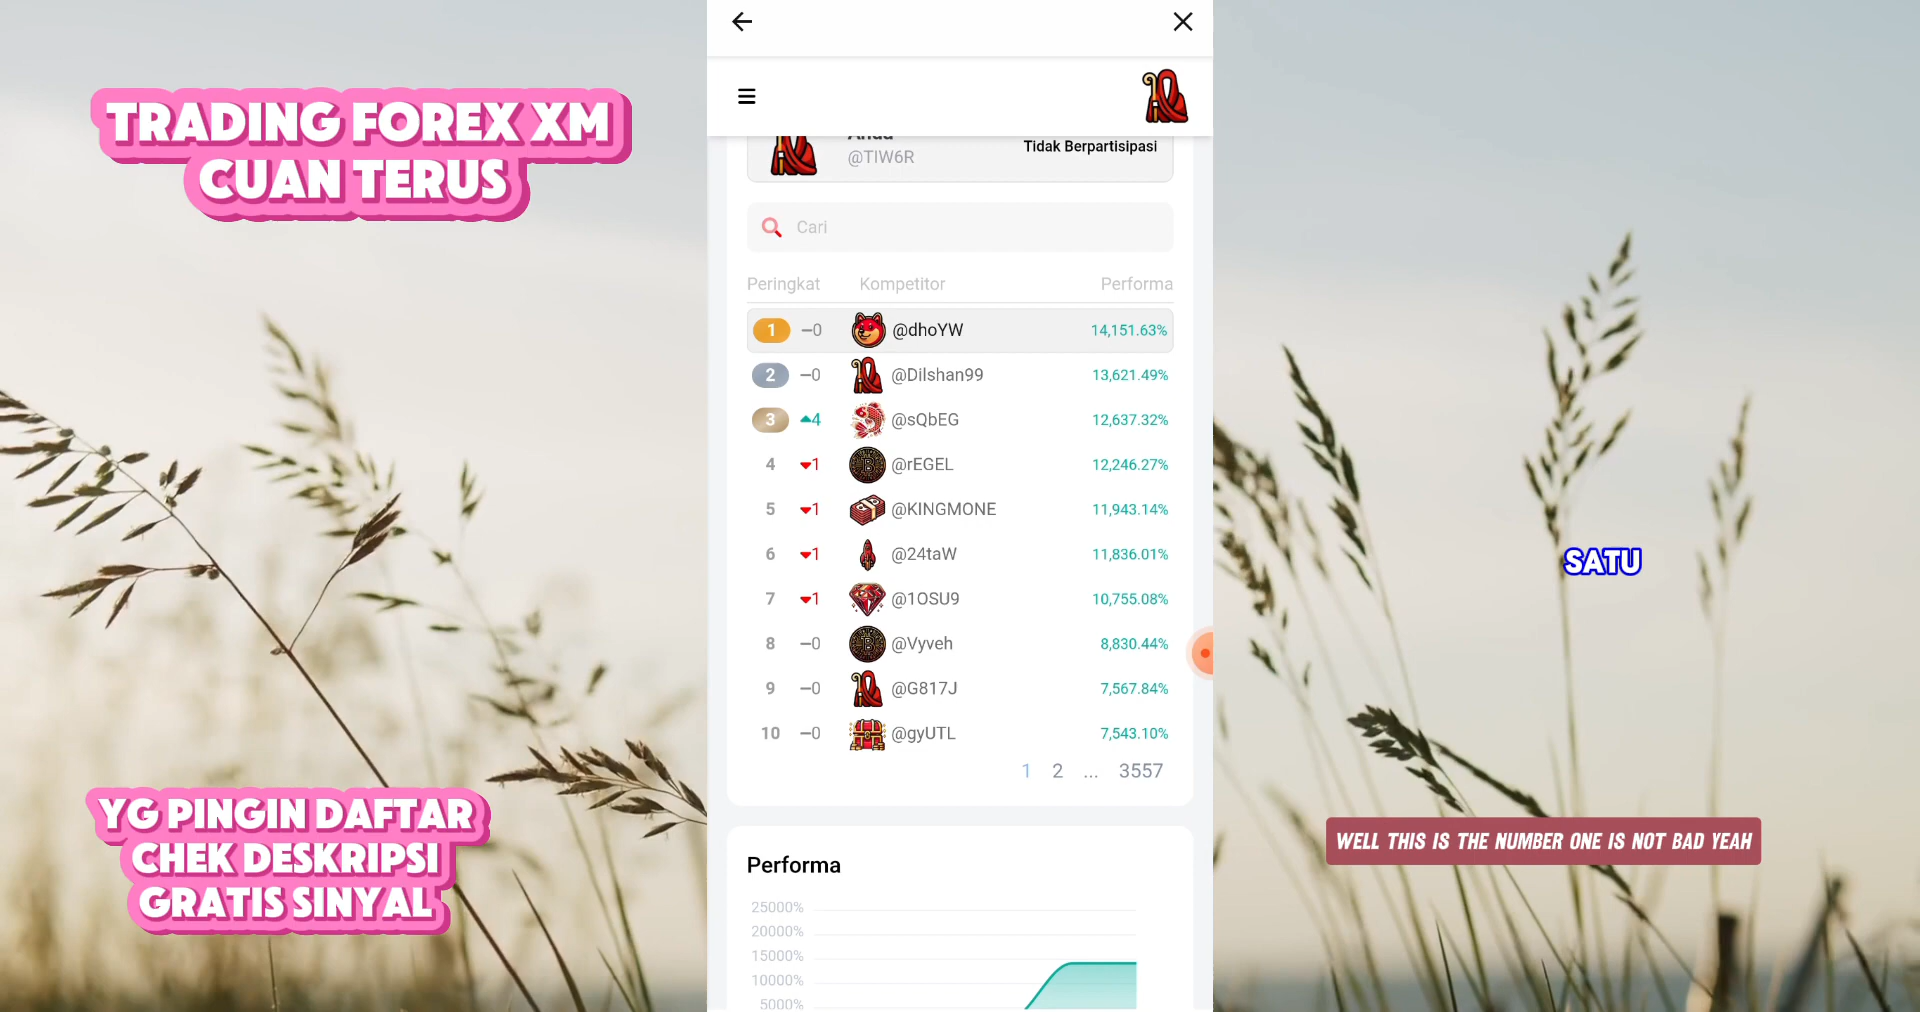 TRADING FOREX XM
CUAN TERUS
YG PINGIN DAFTAR
CHEK DESKRIPSI
GRATIS SINYAL
Anda
@TIW6R
Tidak Berpartisipasi
Cari
Peringkat Kompetitor Performa
1 –0 @dhoYW 14,151.63%
2 –0 @Dilshan99 13,621.49%
3 4 @sQbEG 12,637.32%
4 1 @rEGEL 12,246.27%
5 1 @KINGMONE 11,943.14%
6 1 @24taW 11,836.01%
7 1 @1OSU9 10,755.08%
8 –0 @Vyveh 8,830.44%
9 –0 @G817J 7,567.84%
10 –0 @gyUTL 7,543.10%
1 2 ... 3557
Performa
25000%
20000%
15000%
10000%
5000%
SATU
WELL THIS IS THE NUMBER ONE IS NOT BAD YEAH